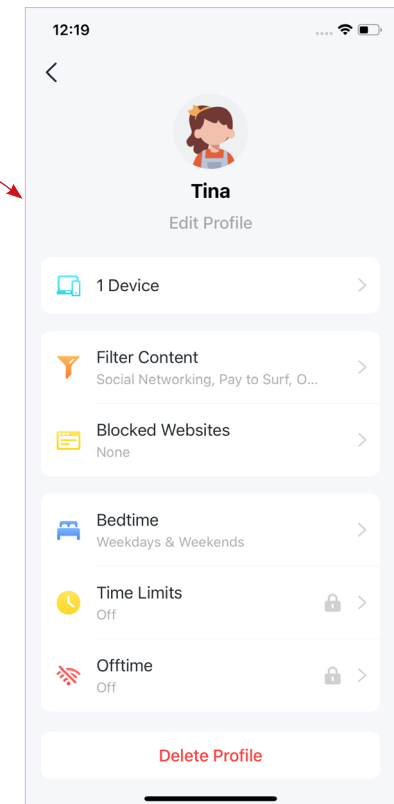 12:19
Tina
Edit Profile
1 Device
Filter Content
Social Networking, Pay to Surf, O...
Blocked Websites
None
Bedtime
Weekdays & Weekends
Time Limits
Off
Offtime
Off
Delete Profile